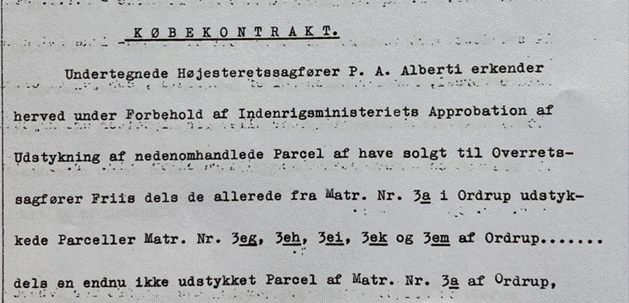 KØBEKONTRAKT.
Undertegnede Højesteretssagfører P. A. Alberti erkender
herved under Forbehold af Indenrigsministeriets Approbation af
Udstykning af nedenomhandlede Parcel af have solgt til Overrets-
sagfører Friis dels de allerede fra Matr. Nr. 3a i Ordrup udstyk-
kede Parceller Matr. Nr. 3eg, 3eh, 3ei, 3ek og 3em af Ordrup.......
dels en endnu ikke udstykket Parcel af Matr. Nr. 3a af Ordrup,